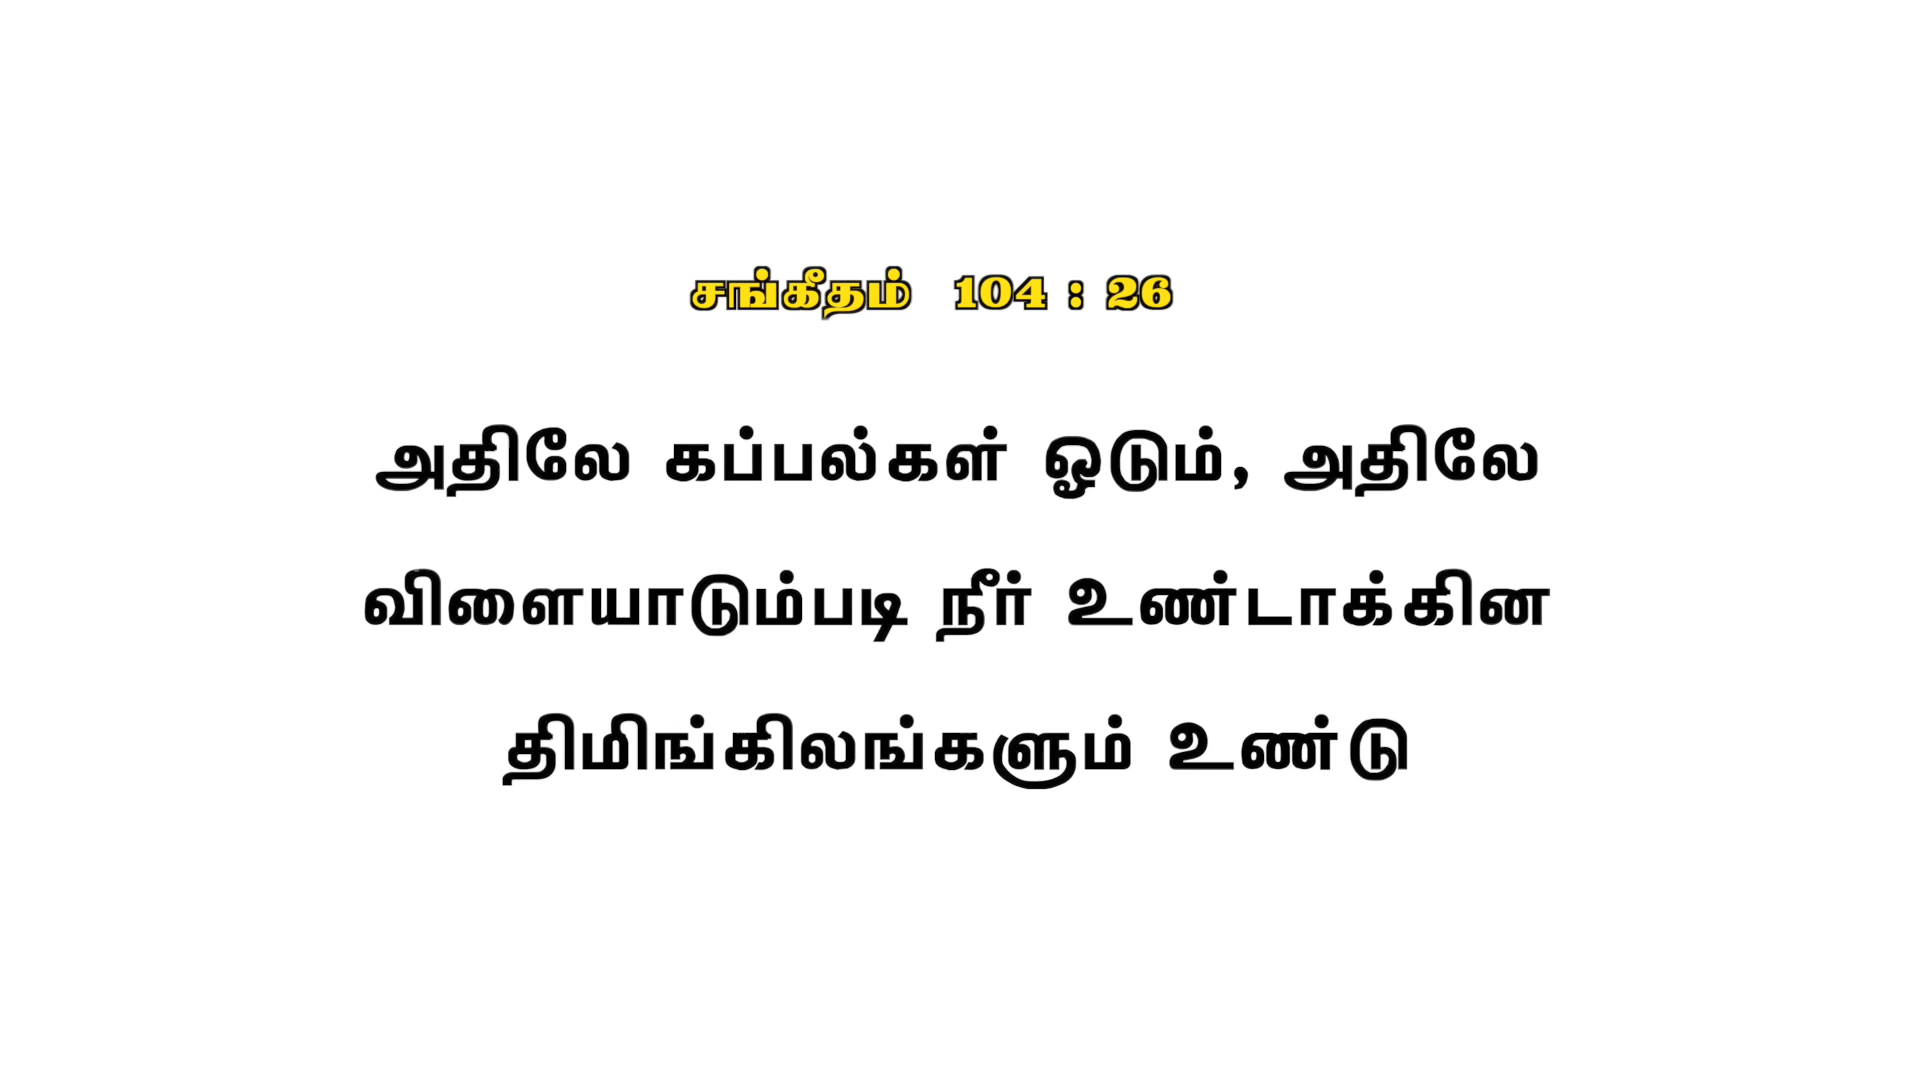 சங்கீதம் 104 : 26
அதிலே கப்பல்கள் ஓடும், அதிலே
விளையாடும்படி நீர் உண்டாக்கின
திமிங்கிலங்களும் உண்டு